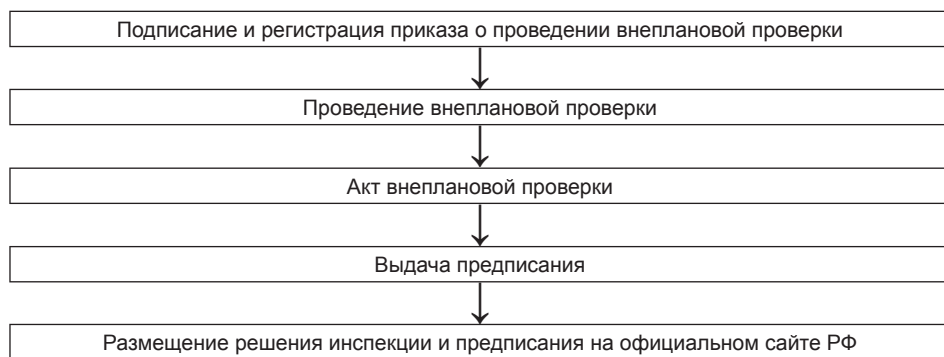 Подписание и регистрация приказа о проведении внеплановой проверки
Проведение внеплановой проверки
Акт внеплановой проверки
Выдача предписания
Размещение решения инспекции и предписания на официальном сайте РФ